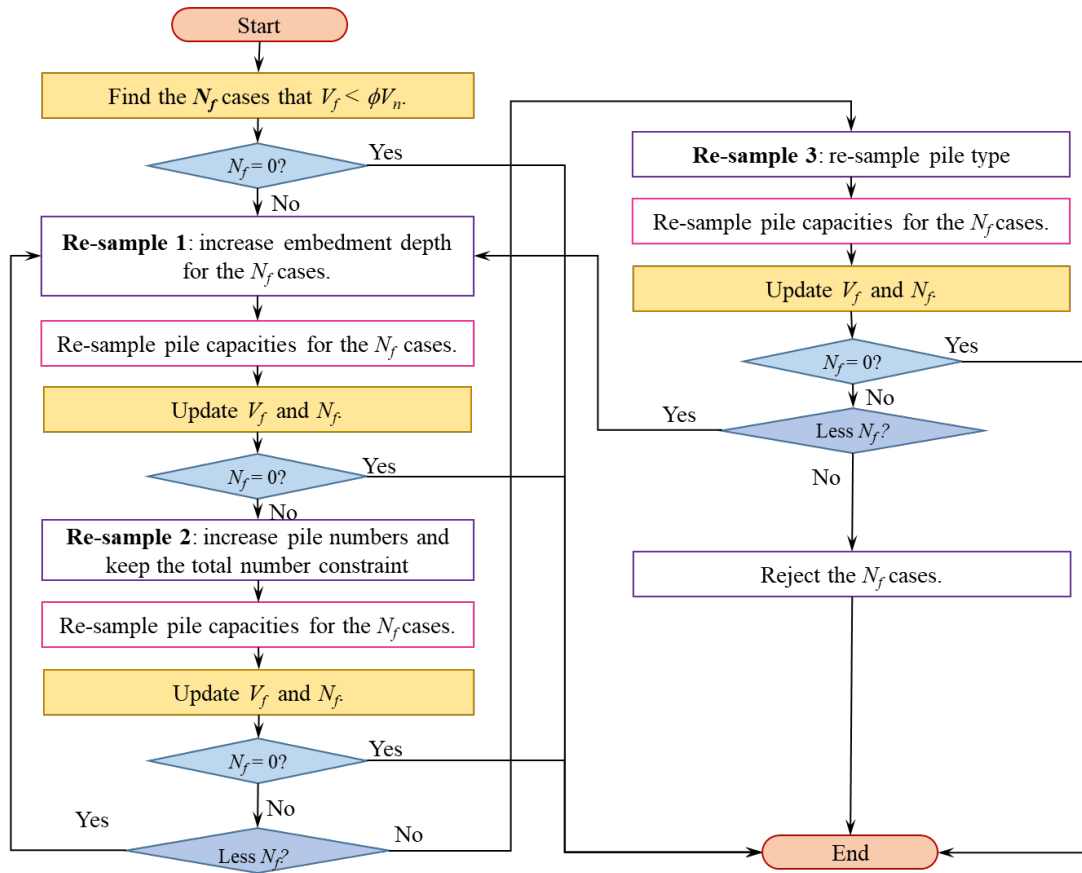 Start
Find the N_f cases that V_f < ϕV_n.
N_f = 0?
Yes
No
Re-sample 1: increase embedment depth
for the N_f cases.
Re-sample pile capacities for the N_f cases.
Update V_f and N_f.
N_f = 0?
Yes
No
Re-sample 2: increase pile numbers and
keep the total number constraint
Re-sample pile capacities for the N_f cases.
Update V_f and N_f.
N_f = 0?
Yes
No
Less N_f?
Yes
No
Re-sample 3: re-sample pile type
Re-sample pile capacities for the N_f cases.
Update V_f and N_f.
N_f = 0?
Yes
No
Less N_f?
Yes
No
Reject the N_f cases.
End